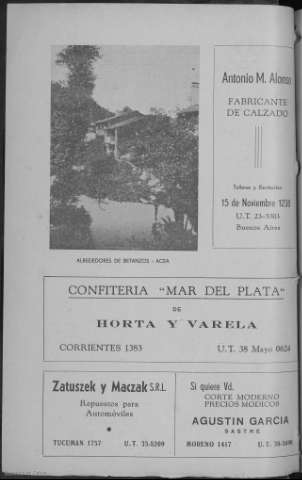 Antonio M. Alonso
FABRICANTE
DE CALZADO
Talleres y Escritorios
15 de Noviembre 1238
U. T. 23-
Buenos Aires
ALREDEDORES DE BETANZOS - ACEA
CONFITERIA "MAR DEL PLATA"
DE
HORTA Y VARELA
CORRIENTES 1383 U. T. 38 Mayo 0624
Zatuszek y Maczak S.R.L.
Repuestos para
Automóviles
TUCUMAN 1757 U. T. 35-5209
Si quiere Vd.
CORTE MODERNO
PRECIOS MODICOS
AGUSTIN GARCIA
SASTRE
MORENO 1417 U. T.